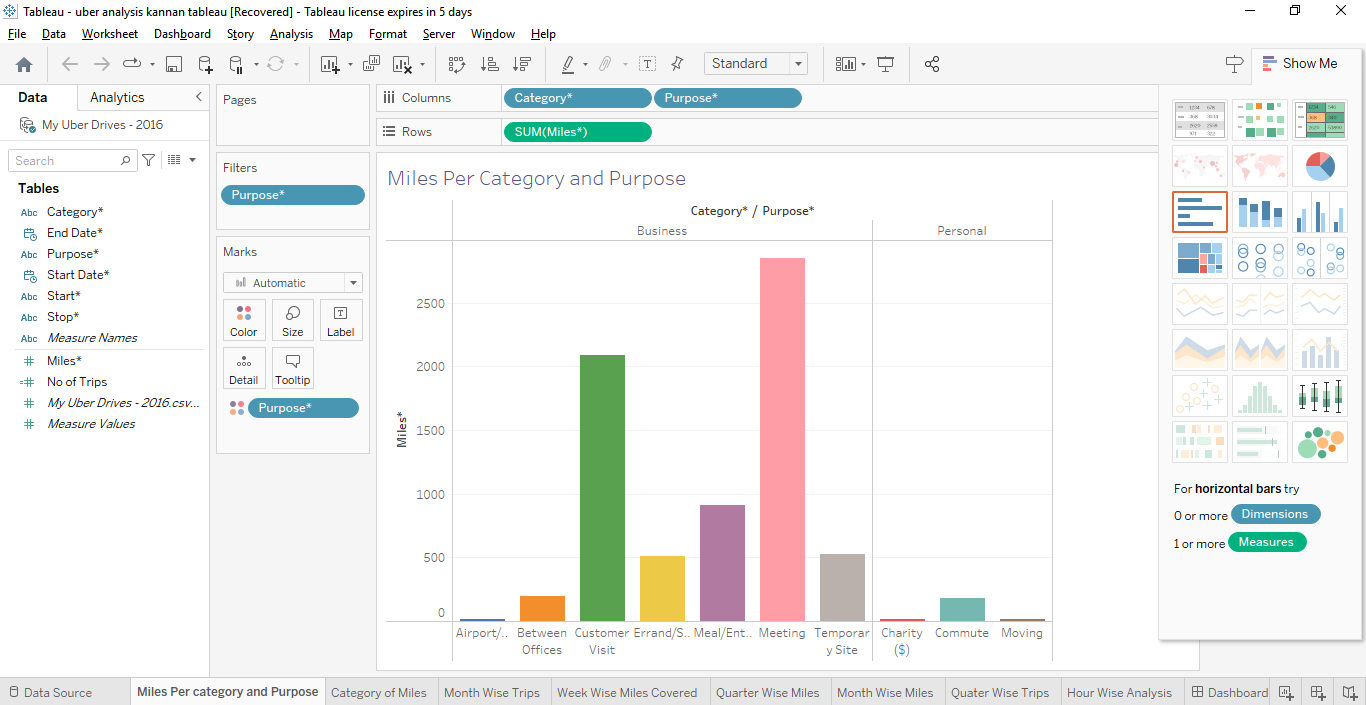 Tableau - uber analysis kannan tableau [Recovered] - Tableau license expires in 5 days
File Data Worksheet Dashboard Story Analysis Map Format Server Window Help
Standard
Show Me
Data Analytics
My Uber Drives - 2016
Search
Tables
Abc Category*
End Date*
Abc Purpose*
Start Date*
Abc Start*
Abc Stop*
Abc Measure Names
# Miles*
=# No of Trips
# My Uber Drives - 2016.csv...
# Measure Values
Pages
Filters
Purpose*
Marks
Automatic
Color Size Label
Detail Tooltip
Purpose*
Columns Category* Purpose*
Rows SUM(Miles*)
Miles Per Category and Purpose
Category* / Purpose*
Business Personal
Miles*
2500
2000
1500
1000
500
0
Airport/.. Between Offices Customer Visit Errand/S.. Meal/Ent.. Meeting Temporary Site Charity ($) Commute Moving
For horizontal bars try
0 or more Dimensions
1 or more Measures
Data Source Miles Per category and Purpose Category of Miles Month Wise Trips Week Wise Miles Covered Quarter Wise Miles Month Wise Miles Quater Wise Trips Hour Wise Analysis Dashboard